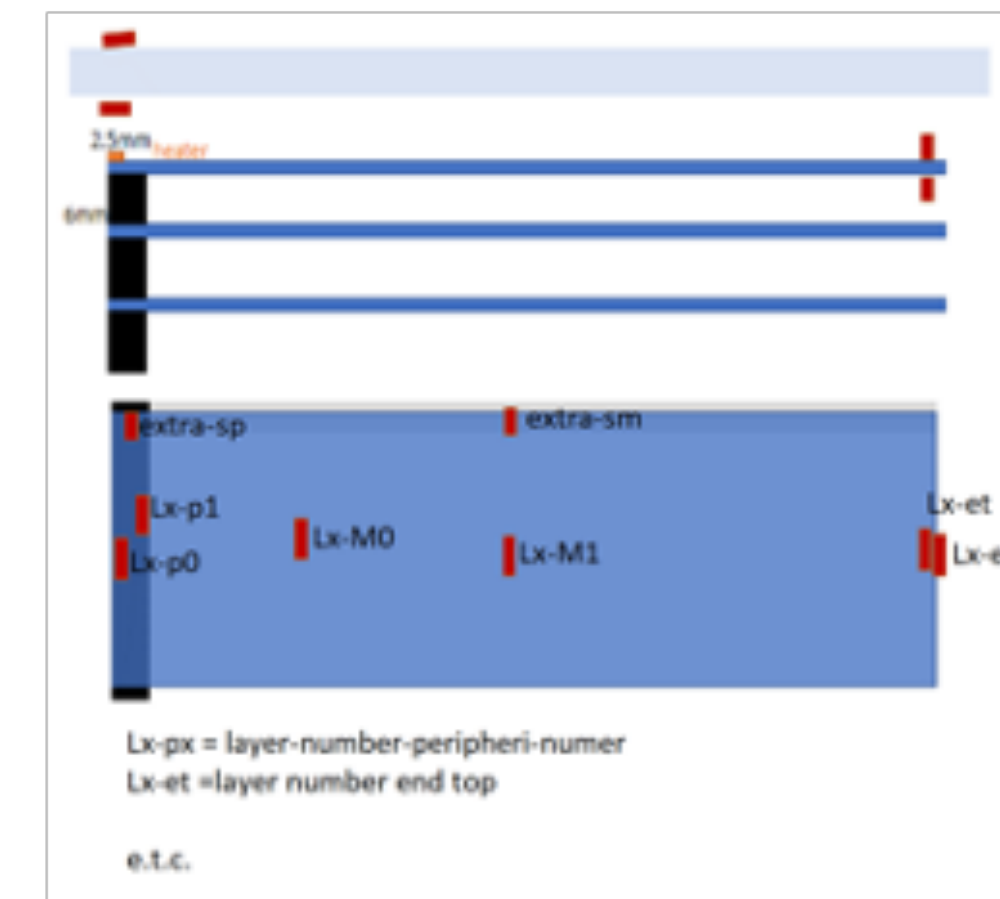 2.5mm
heater
6mm
extra-sp
extra-sm
Lx-p1
Lx-et
Lx-M0
Lx-M1
Lx-e
Lx-p0
Lx-px = layer-number-peripheri-numer
Lx-et =layer number end top
e.t.c.